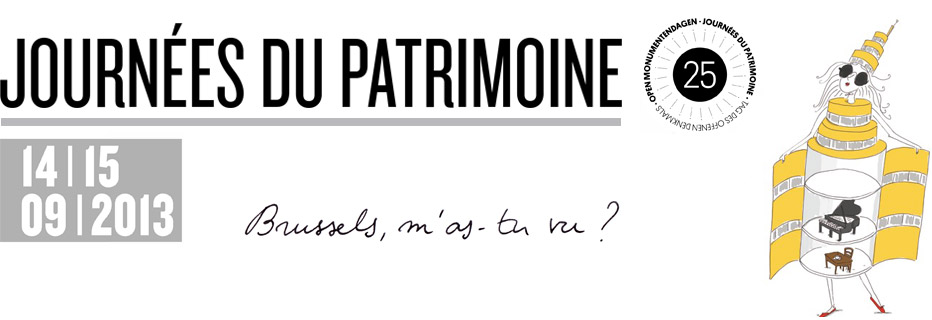 JOURNÉES DU PATRIMOINE
OPEN MONUMENTENDAGEN · JOURNÉES DU PATRIMOINE · TAG DES OFFENEN DENKMALS ·
25
14 | 15
09 | 2013
Brussels, m'as-tu vu ?